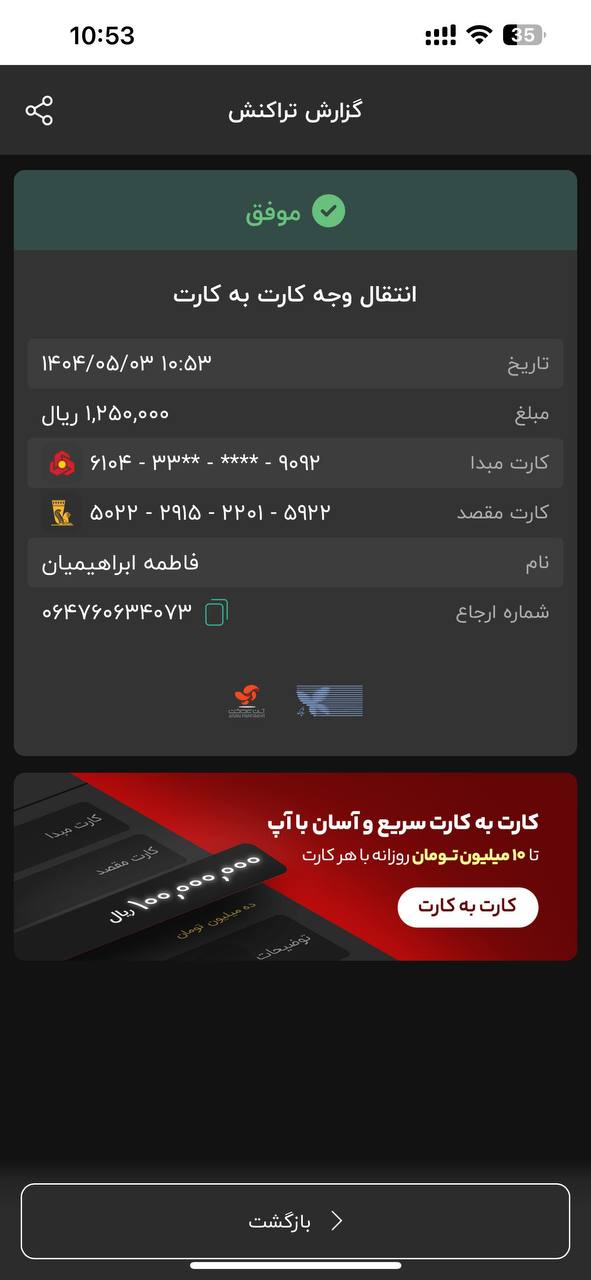 10:53
35
گزارش تراکنش
موفق
انتقال وجه کارت به کارت
تاریخ ۱۴۰۴/۰۵/۰۳ ۱۰:۵۳
مبلغ ۱,۲۵۰,۰۰۰ ریال
کارت مبدا ۶۱۰۴ - ۳۳** - **** - ۹۰۹۲
کارت مقصد ۵۰۲۲ - ۲۹۱۵ - ۲۲۰۱ - ۵۹۲۲
نام فاطمه ابراهیمیان
شماره ارجاع ۰۶۴۷۶۰۶۳۴۰۷۳
کارت به کارت سریع و آسان با آپ
تا ۱۰ میلیون تومان روزانه با هر کارت
کارت به کارت
کارت مبدا
کارت مقصد
۱۰۰,۰۰۰,۰۰۰ ریال
ده میلیون تومان
توضیحات
بازگشت